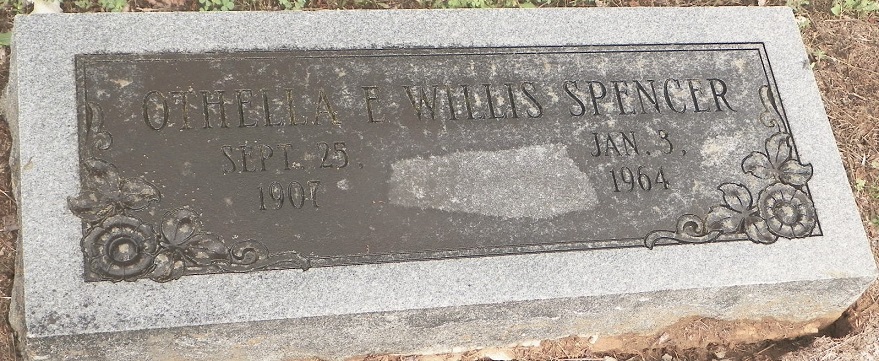 OTHELLA E WILLIS SPENCER
SEPT. 25, JAN. 3,
1907 1964